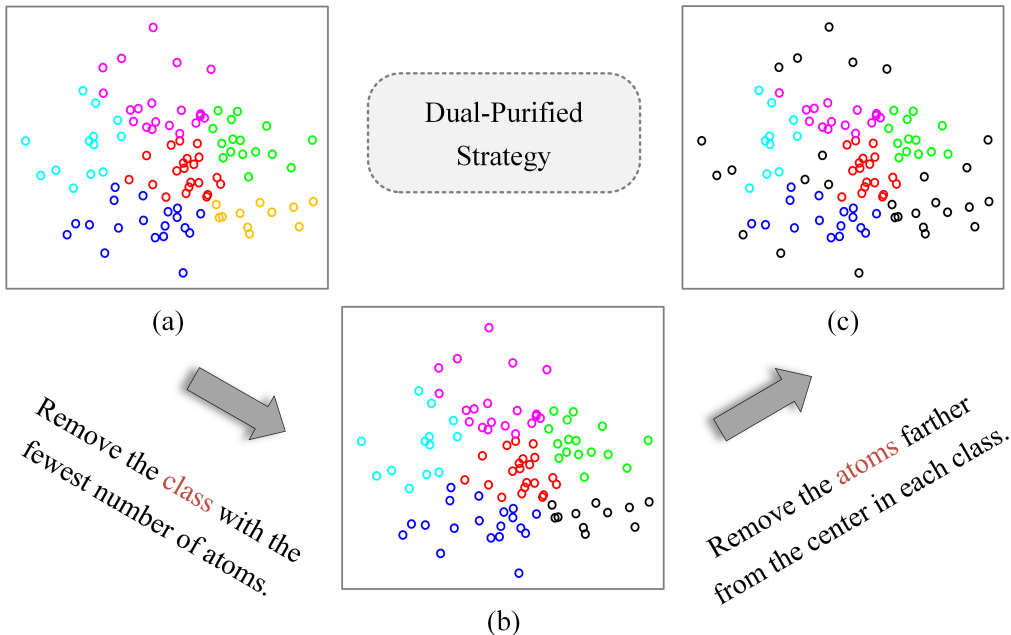 Dual-Purified
Strategy
(a)
(c)
Remove the class with the
fewest number of atoms.
(b)
Remove the atoms farther
from the center in each class.